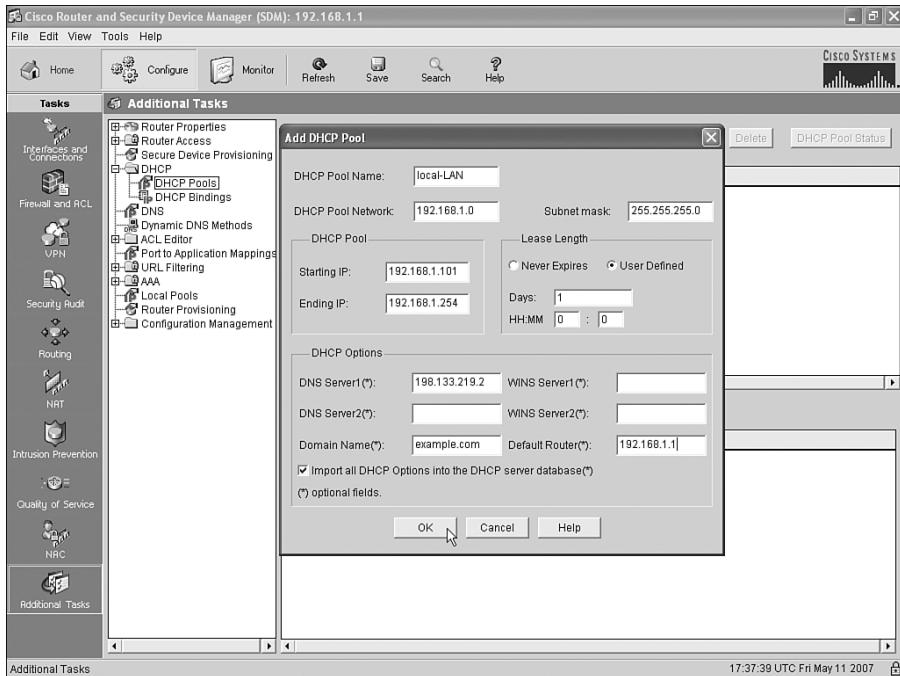 Cisco Router and Security Device Manager (SDM): 192.168.1.1
File Edit View Tools Help
Home
Configure
Monitor
Refresh
Save
Search
Help
CISCO SYSTEMS
Tasks
Additional Tasks
Interfaces and
Connections
Firewall and ACL
VPN
Security Audit
Routing
NAT
Intrusion Prevention
Quality of Service
NAC
Additional Tasks
Router Properties
Router Access
Secure Device Provisioning
DHCP
DHCP Pools
DHCP Bindings
DNS
Dynamic DNS Methods
ACL Editor
Port to Application Mappings
URL Filtering
AAA
Local Pools
Router Provisioning
Configuration Management
Delete
DHCP Pool Status
Add DHCP Pool
DHCP Pool Name: local-LAN
DHCP Pool Network: 192.168.1.0 Subnet mask: 255.255.255.0
DHCP Pool
Starting IP: 192.168.1.101
Ending IP: 192.168.1.254
Lease Length
Never Expires User Defined
Days: 1
HH:MM 0 : 0
DHCP Options
DNS Server1(*): 198.133.219.2 WINS Server1(*):
DNS Server2(*): WINS Server2(*):
Domain Name(*): example.com Default Router(*): 192.168.1.1
Import all DHCP Options into the DHCP server database(*)
(*) optional fields.
OK Cancel Help
Additional Tasks
17:37:39 UTC Fri May 11 2007